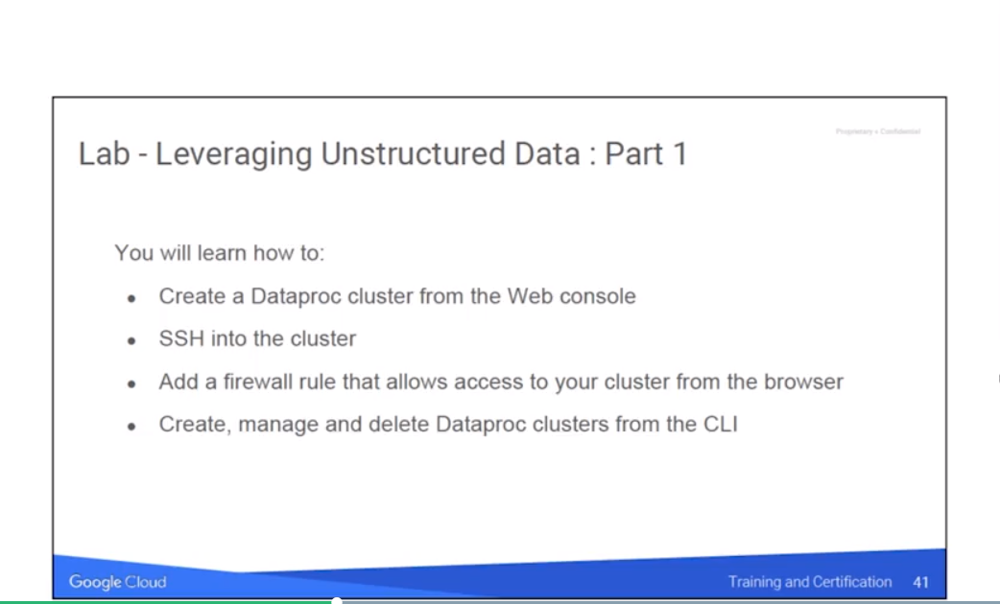 Proprietary + Confidential
Lab - Leveraging Unstructured Data : Part 1
You will learn how to:
● Create a Dataproc cluster from the Web console
● SSH into the cluster
● Add a firewall rule that allows access to your cluster from the browser
● Create, manage and delete Dataproc clusters from the CLI
Google Cloud
Training and Certification 41